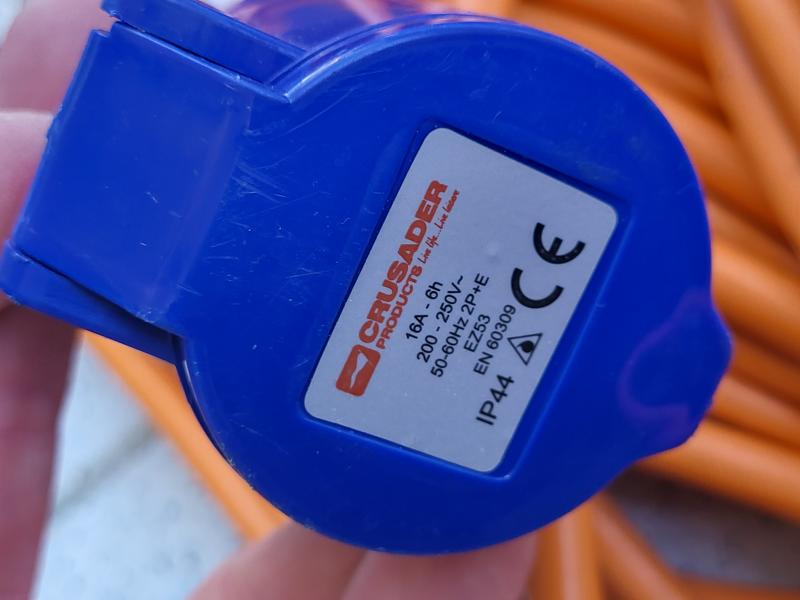 CRUSADER
PRODUCTS Live life...Live leisure
16A - 6h
200 - 250V~
50-60Hz 2P+E
EZ53
EN 60309
IP44
CE